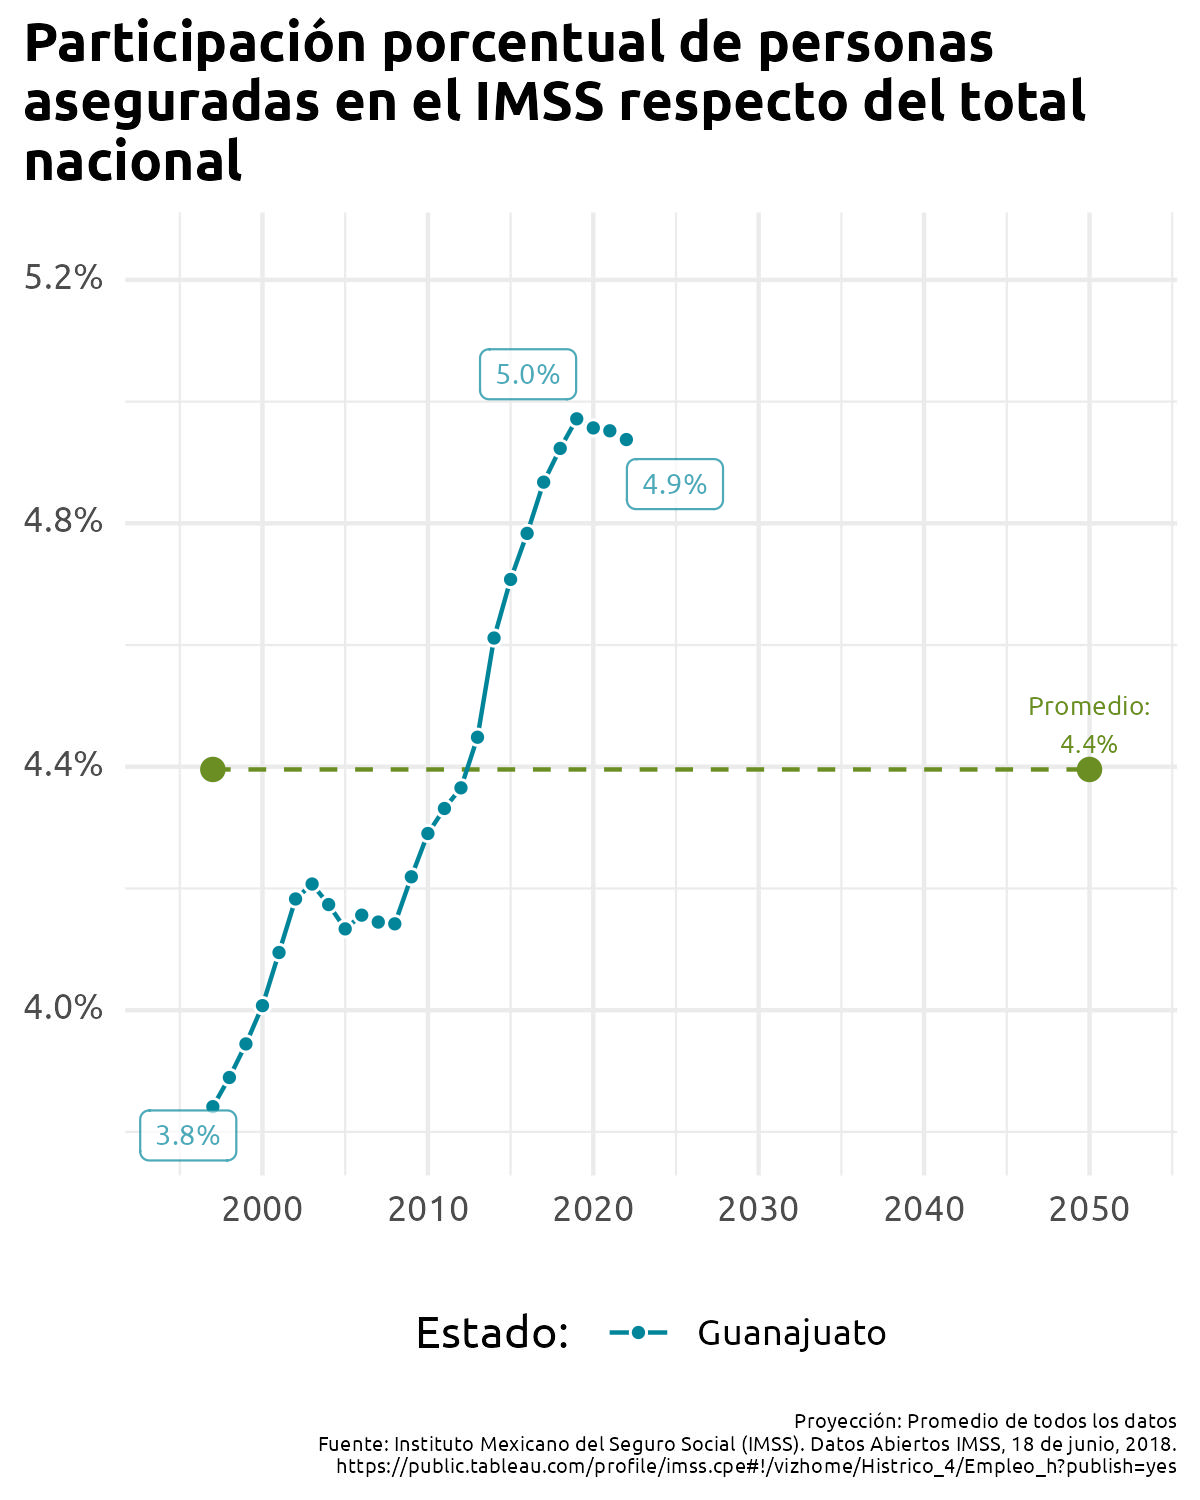 Participación porcentual de personas
aseguradas en el IMSS respecto del total
nacional
5.2%
5.0%
4.9%
4.8%
Promedio:
4.4%
4.4%
4.0%
3.8%
2000 2010 2020 2030 2040 2050
Estado: Guanajuato
Proyección: Promedio de todos los datos
Fuente: Instituto Mexicano del Seguro Social (IMSS). Datos Abiertos IMSS, 18 de junio, 2018.
https://public.tableau.com/profile/imss.cpe#!/vizhome/Histrico_4/Empleo_h?publish=yes